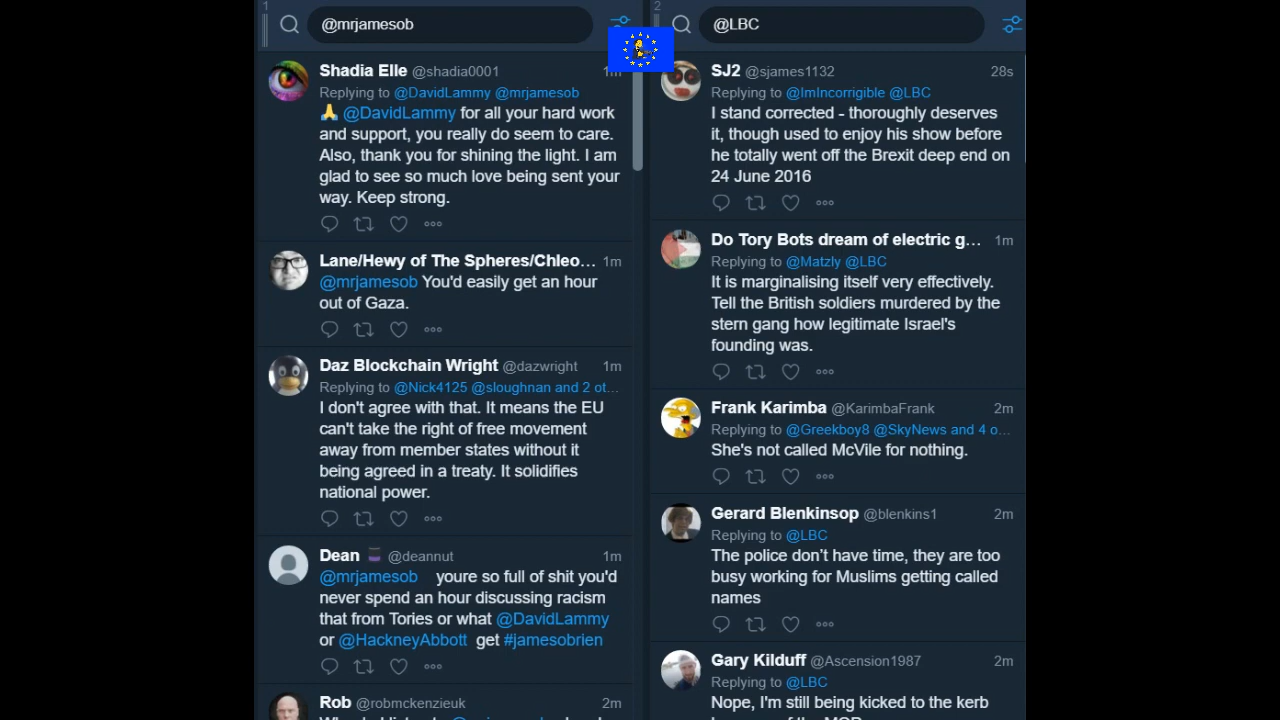 1
@mrjamesob
Shadia Elle @shadia0001 1m
Replying to @DavidLammy @mrjamesob
🙏 @DavidLammy for all your hard work
and support, you really do seem to care.
Also, thank you for shining the light. I am
glad to see so much love being sent your
way. Keep strong.
Lane/Hewy of The Spheres/Chleo… 1m
@mrjamesob You'd easily get an hour
out of Gaza.
Daz Blockchain Wright @dazwright 1m
Replying to @Nick4125 @sloughnan and 2 ot…
I don't agree with that. It means the EU
can't take the right of free movement
away from member states without it
being agreed in a treaty. It solidifies
national power.
Dean @deannut 1m
@mrjamesob youre so full of shit you'd
never spend an hour discussing racism
that from Tories or what @DavidLammy
or @HackneyAbbott get #jamesobrien
Rob @robmckenzieuk 2m
2
@LBC
SJ2 @sjames1132 28s
Replying to @ImIncorrigible @LBC
I stand corrected - thoroughly deserves
it, though used to enjoy his show before
he totally went off the Brexit deep end on
24 June 2016
Do Tory Bots dream of electric g… 1m
Replying to @Matzly @LBC
It is marginalising itself very effectively.
Tell the British soldiers murdered by the
stern gang how legitimate Israel's
founding was.
Frank Karimba @KarimbaFrank 2m
Replying to @Greekboy8 @SkyNews and 4 o…
She's not called McVile for nothing.
Gerard Blenkinsop @blenkins1 2m
Replying to @LBC
The police don't have time, they are too
busy working for Muslims getting called
names
Gary Kilduff @Ascension1987 2m
Replying to @LBC
Nope, I'm still being kicked to the kerb